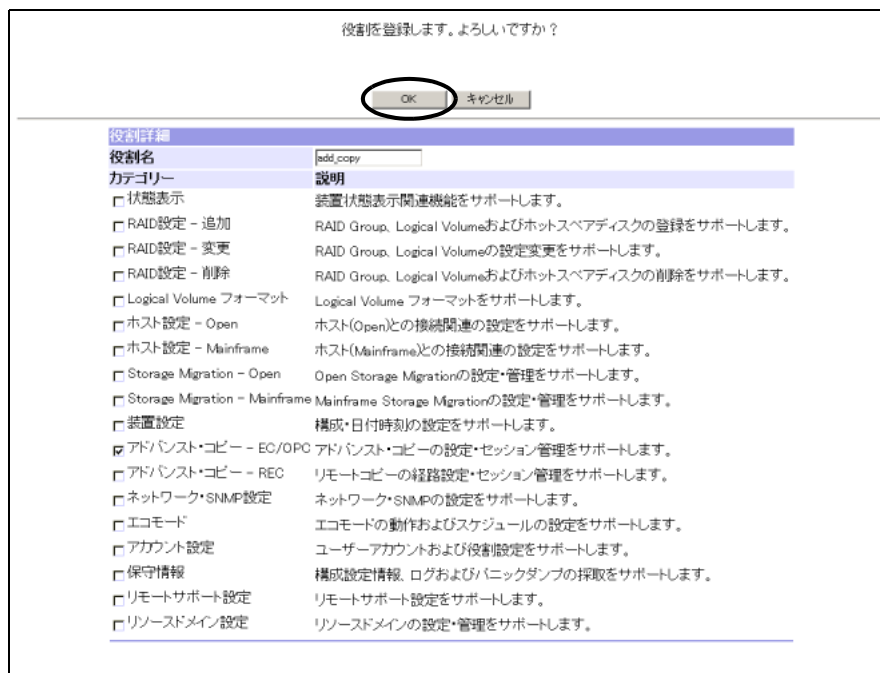 役割を登録します。よろしいですか？
OK キャンセル
役割詳細
役割名 add_copy
カテゴリー 説明
状態表示 装置状態表示関連機能をサポートします。
RAID設定 - 追加 RAID Group、Logical Volumeおよびホットスペアディスクの登録をサポートします。
RAID設定 - 変更 RAID Group、Logical Volumeの設定変更をサポートします。
RAID設定 - 削除 RAID Group、Logical Volumeおよびホットスペアディスクの削除をサポートします。
Logical Volume フォーマット Logical Volume フォーマットをサポートします。
ホスト設定 - Open ホスト(Open)との接続関連の設定をサポートします。
ホスト設定 - Mainframe ホスト(Mainframe)との接続関連の設定をサポートします。
Storage Migration - Open Open Storage Migrationの設定・管理をサポートします。
Storage Migration - Mainframe Mainframe Storage Migrationの設定・管理をサポートします。
装置設定 構成・日付時刻の設定をサポートします。
アドバンスト・コピー - EC/OPC アドバンスト・コピーの設定・セッション管理をサポートします。
アドバンスト・コピー - REC リモートコピーの経路設定・セッション管理をサポートします。
ネットワーク・SNMP設定 ネットワーク・SNMPの設定をサポートします。
エコモード エコモードの動作およびスケジュールの設定をサポートします。
アカウント設定 ユーザーアカウントおよび役割設定をサポートします。
保守情報 構成設定情報、ログおよびパニックダンプの採取をサポートします。
リモートサポート設定 リモートサポート設定をサポートします。
リソースドメイン設定 リソースドメインの設定・管理をサポートします。